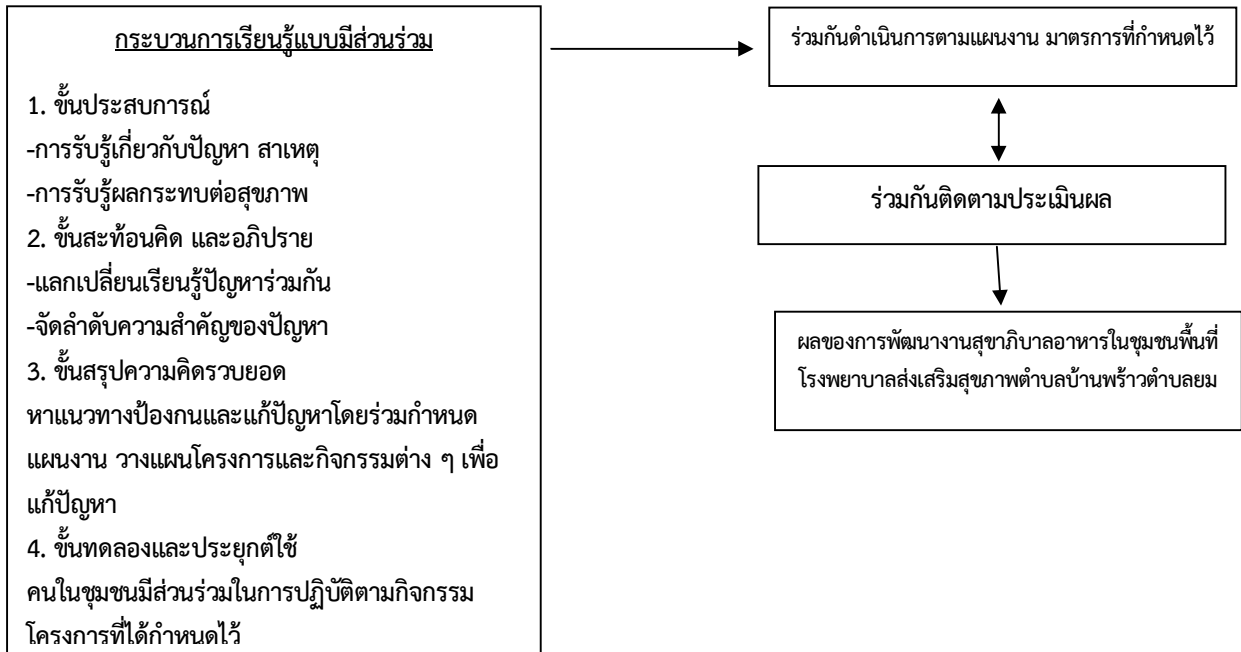 กระบวนการเรียนรู้แบบมีส่วนร่วม
1. ขั้นประสบการณ์
-การรับรู้เกี่ยวกับปัญหา สาเหตุ
-การรับรู้ผลกระทบต่อสุขภาพ
2. ขั้นสะท้อนคิด และอภิปราย
-แลกเปลี่ยนเรียนรู้ปัญหาร่วมกัน
-จัดลำดับความสำคัญของปัญหา
3. ขั้นสรุปความคิดรวบยอด
หาแนวทางป้องกนและแก้ปัญหาโดยร่วมกำหนด
แผนงาน วางแผนโครงการและกิจกรรมต่าง ๆ เพื่อ
แก้ปัญหา
4. ขั้นทดลองและประยุกต์ใช้
คนในชุมชนมีส่วนร่วมในการปฏิบัติตามกิจกรรม
โครงการที่ได้กำหนดไว้
ร่วมกันดำเนินการตามแผนงาน มาตรการที่กำหนดไว้
ร่วมกันติดตามประเมินผล
ผลของการพัฒนางานสุขาภิบาลอาหารในชุมชนพื้นที่
โรงพยาบาลส่งเสริมสุขภาพตำบลบ้านพร้าวตำบลยม